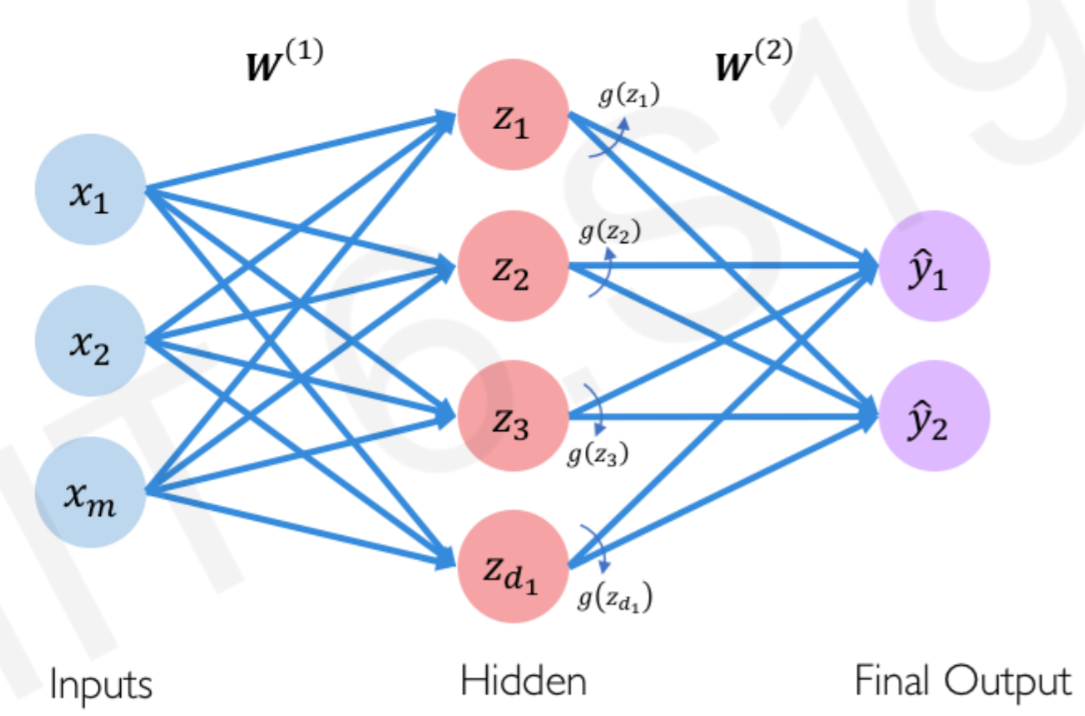 W⁽¹⁾ W⁽²⁾
z₁ g(z₁)
x₁
z₂ g(z₂) ŷ₁
x₂
z₃ g(z₃) ŷ₂
xₘ
z_{d₁} g(z_{d₁})
Inputs Hidden Final Output